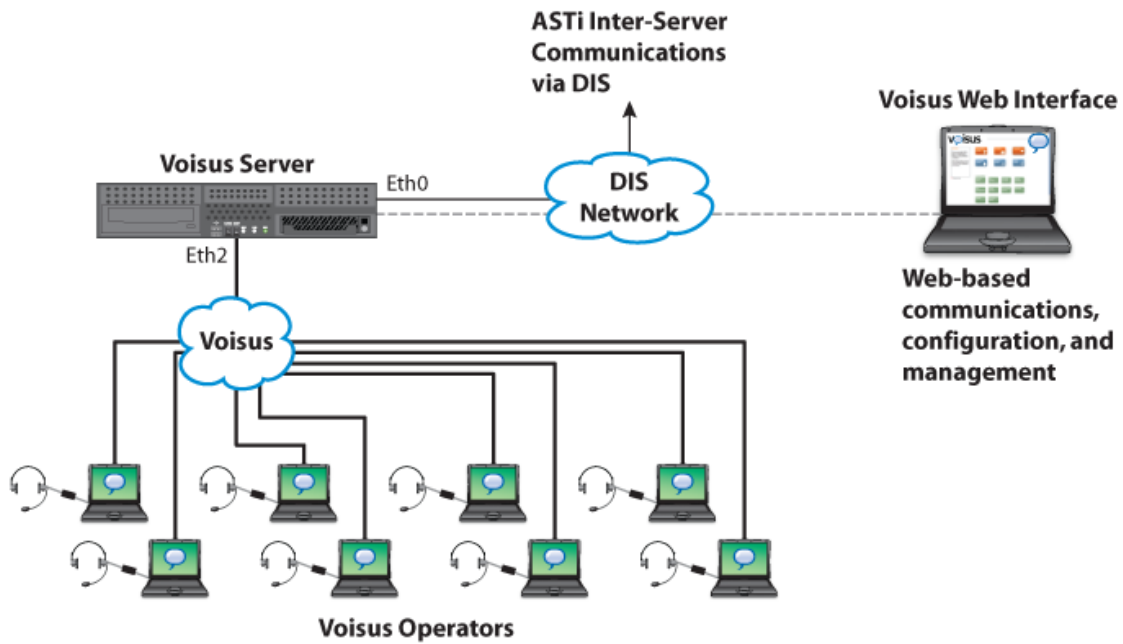 ASTi Inter-Server
Communications
via DIS
Voisus Web Interface
voisus
Voisus Server
Eth0
DIS
Network
Eth2
Web-based
communications,
configuration, and
management
Voisus
Voisus Operators